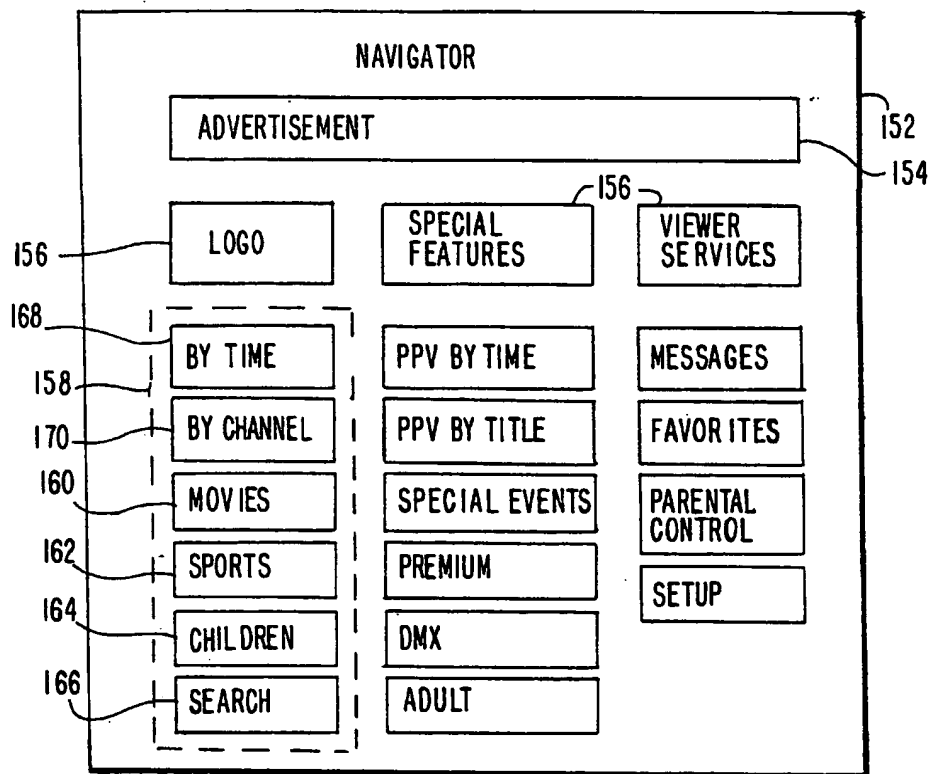 NAVIGATOR
ADVERTISEMENT
152
154
156
LOGO
SPECIAL
FEATURES
156
VIEWER
SERVICES
168
158
170
160
162
164
166
BY TIME
BY CHANNEL
MOVIES
SPORTS
CHILDREN
SEARCH
PPV BY TIME
PPV BY TITLE
SPECIAL EVENTS
PREMIUM
DMX
ADULT
MESSAGES
FAVORITES
PARENTAL
CONTROL
SETUP